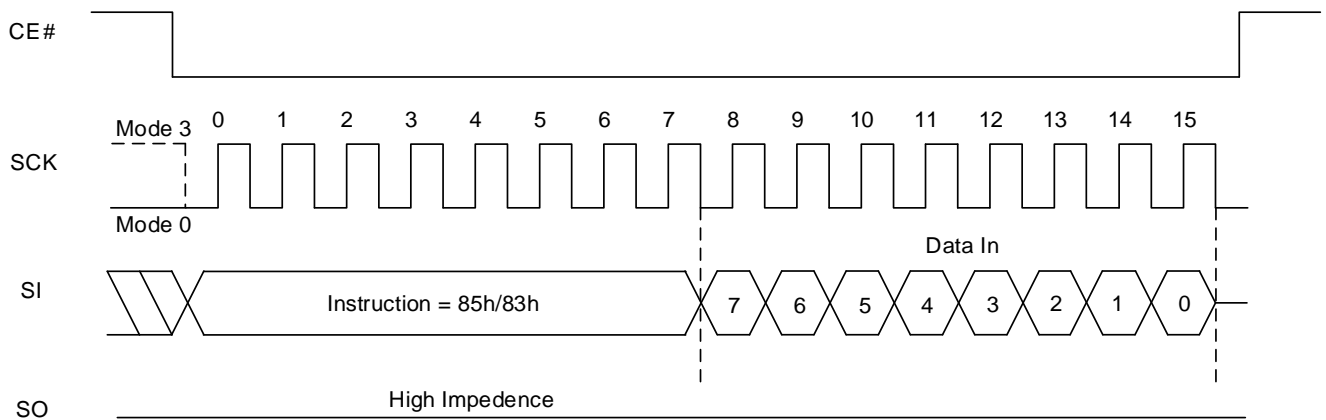 CE#
Mode 3
0 1 2 3 4 5 6 7 8 9 10 11 12 13 14 15
SCK
Mode 0
Data In
SI
Instruction = 85h/83h
7 6 5 4 3 2 1 0
High Impedence
SO